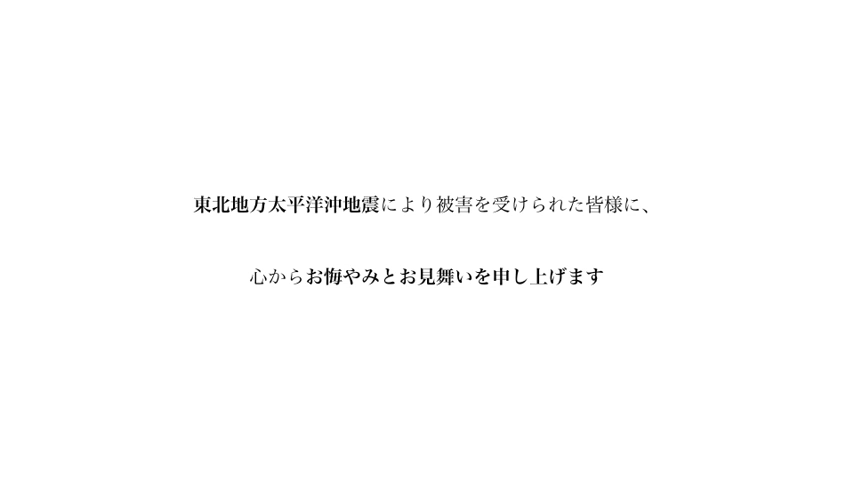 東北地方太平洋沖地震により被害を受けられた皆様に、
心からお悔やみとお見舞いを申し上げます